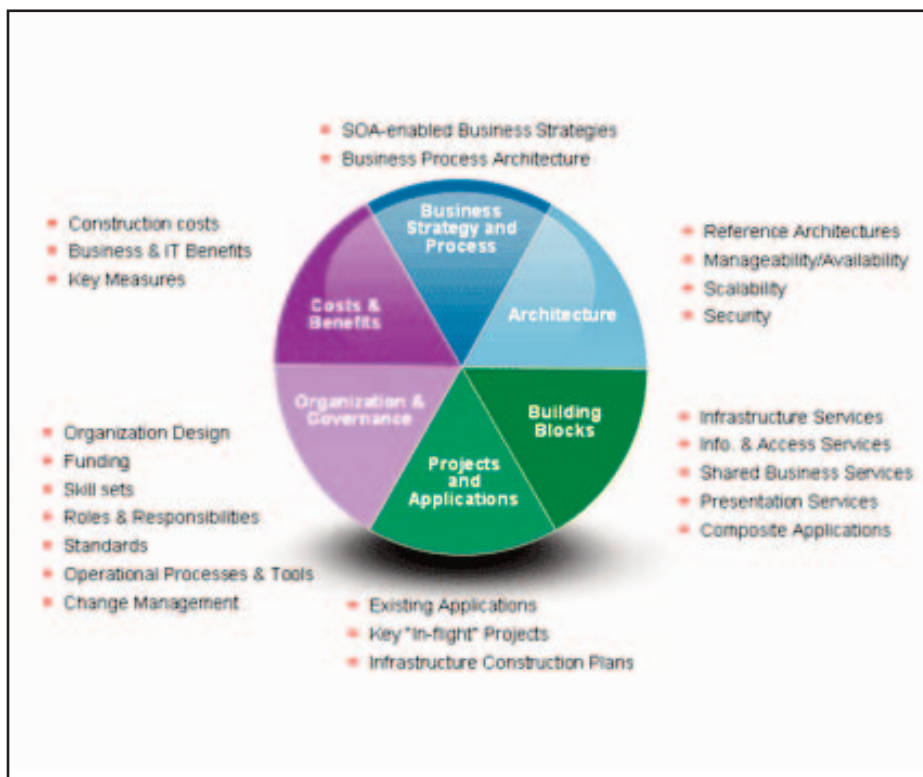 SOA-enabled Business Strategies
Business Process Architecture
Business
Strategy and
Process
Construction costs
Business & IT Benefits
Key Measures
Costs &
Benefits
Architecture
Reference Architectures
Manageability/Availability
Scalability
Security
Organization &
Governance
Building
Blocks
Projects
and
Applications
Organization Design
Funding
Skill sets
Roles & Responsibilities
Standards
Operational Processes & Tools
Change Management
Infrastructure Services
Info. & Access Services
Shared Business Services
Presentation Services
Composite Applications
Existing Applications
Key "In-flight" Projects
Infrastructure Construction Plans